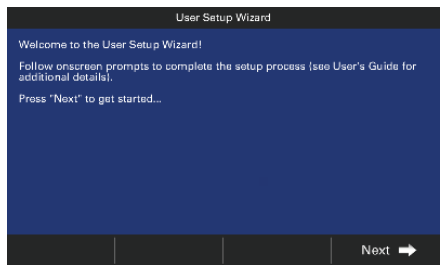 User Setup Wizard
Welcome to the User Setup Wizard!
Follow onscreen prompts to complete the setup process (see User's Guide for
additional details).
Press "Next" to get started...
Next